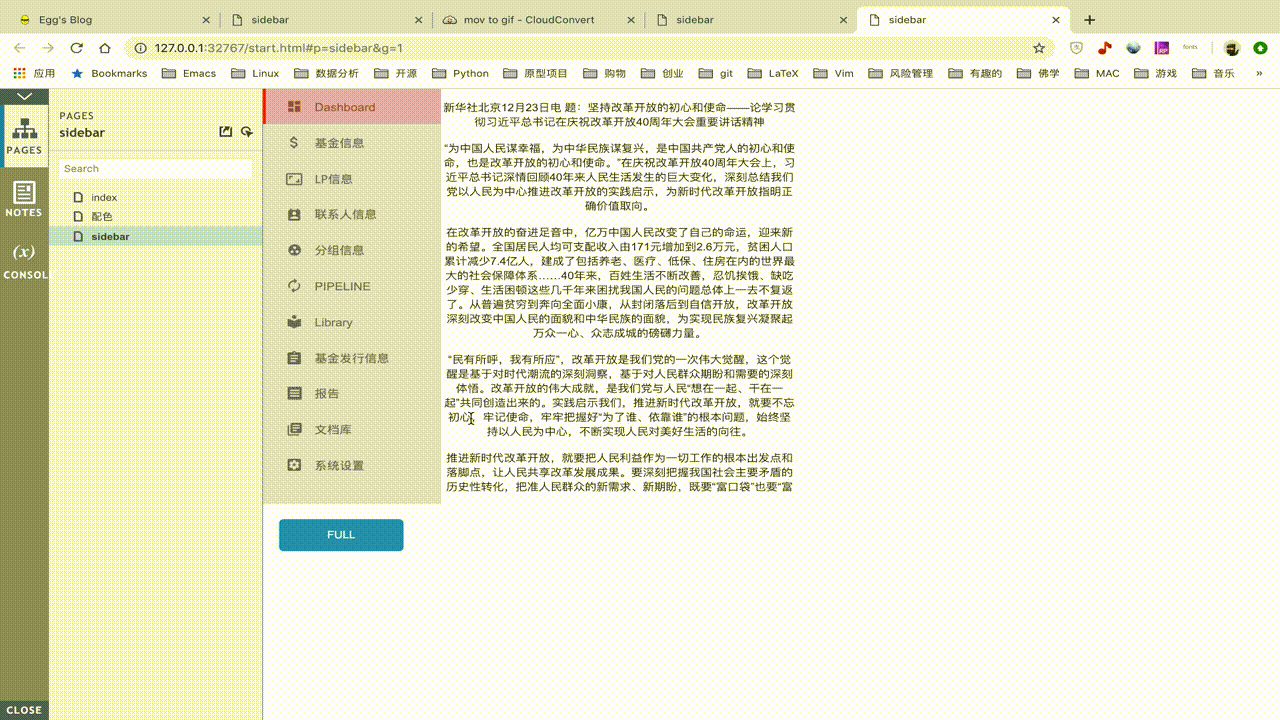 Egg's Blog
sidebar
mov to gif - CloudConvert
sidebar
sidebar
127.0.0.1:32767/start.html#p=sidebar&g=1
fonts
应用
Bookmarks
Emacs
Linux
数据分析
开源
Python
原型项目
购物
创业
git
LaTeX
Vim
风险管理
有趣的
佛学
MAC
游戏
音乐
»
PAGES
NOTES
(x)
CONSOL
CLOSE
PAGES
sidebar
Search
index
配色
sidebar
Dashboard
基金信息
LP信息
联系人信息
分组信息
PIPELINE
Library
基金发行信息
报告
文档库
系统设置
FULL
新华社北京12月23日电 题：坚持改革开放的初心和使命——论学习贯
彻习近平总书记在庆祝改革开放40周年大会重要讲话精神
“为中国人民谋幸福，为中华民族谋复兴，是中国共产党人的初心和使
命，也是改革开放的初心和使命。”在庆祝改革开放40周年大会上，习
近平总书记深情回顾40年来人民生活发生的巨大变化，深刻总结我们
党以人民为中心推进改革开放的实践启示，为新时代改革开放指明正
确价值取向。
在改革开放的奋进足音中，亿万中国人民改变了自己的命运，迎来新
的希望。全国居民人均可支配收入由171元增加到2.6万元，贫困人口
累计减少7.4亿人，建成了包括养老、医疗、低保、住房在内的世界最
大的社会保障体系……40年来，百姓生活不断改善，忍饥挨饿、缺吃
少穿、生活困顿这些几千年来困扰我国人民的问题总体上一去不复返
了。从普遍贫穷到奔向全面小康，从封闭落后到自信开放，改革开放
深刻改变中国人民的面貌和中华民族的面貌，为实现民族复兴凝聚起
万众一心、众志成城的磅礴力量。
“民有所呼，我有所应”，改革开放是我们党的一次伟大觉醒，这个觉
醒是基于对时代潮流的深刻洞察，基于对人民群众期盼和需要的深刻
体悟。改革开放的伟大成就，是我们党与人民“想在一起、干在一
起”共同创造出来的。实践启示我们，推进新时代改革开放，就要不忘
初心、牢记使命，牢牢把握好“为了谁、依靠谁”的根本问题，始终坚
持以人民为中心，不断实现人民对美好生活的向往。
推进新时代改革开放，就要把人民利益作为一切工作的根本出发点和
落脚点，让人民共享改革发展成果。要深刻把握我国社会主要矛盾的
历史性转化，把准人民群众的新需求、新期盼，既要“富口袋”也要“富